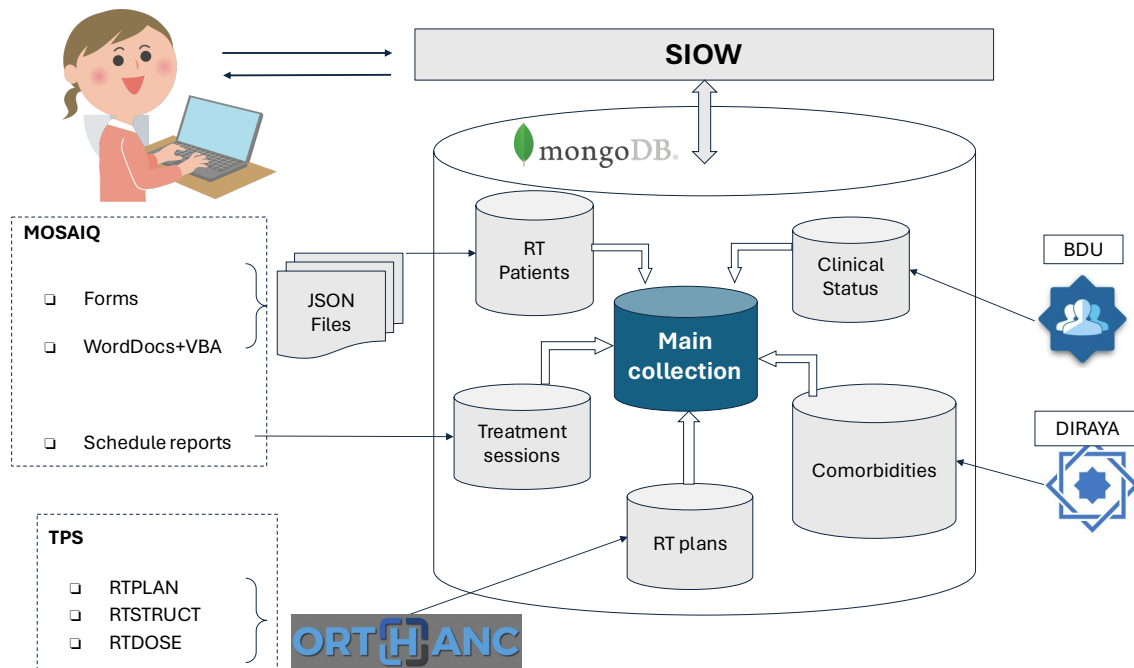 SIOW
mongoDB®
MOSAIQ
❑ Forms
❑ WordDocs+VBA
❑ Schedule reports
JSON
Files
RT
Patients
Clinical
Status
Main
collection
Treatment
sessions
Comorbidities
RT plans
BDU
DIRAYA
TPS
❑ RTPLAN
❑ RTSTRUCT
❑ RTDOSE
ORTHANC